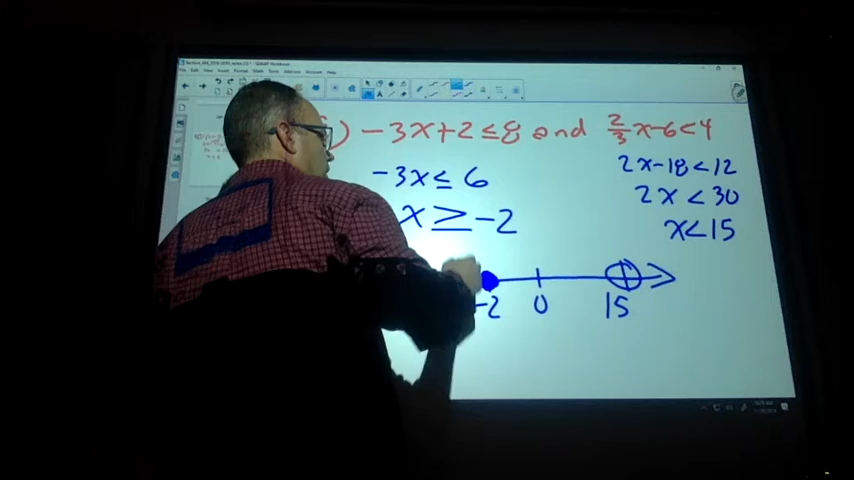 ) -3x+2≤8 and 2/3x-6<4
-3x≤6
x≥-2
2x-18<12
2x<30
x<15
-2 0 15